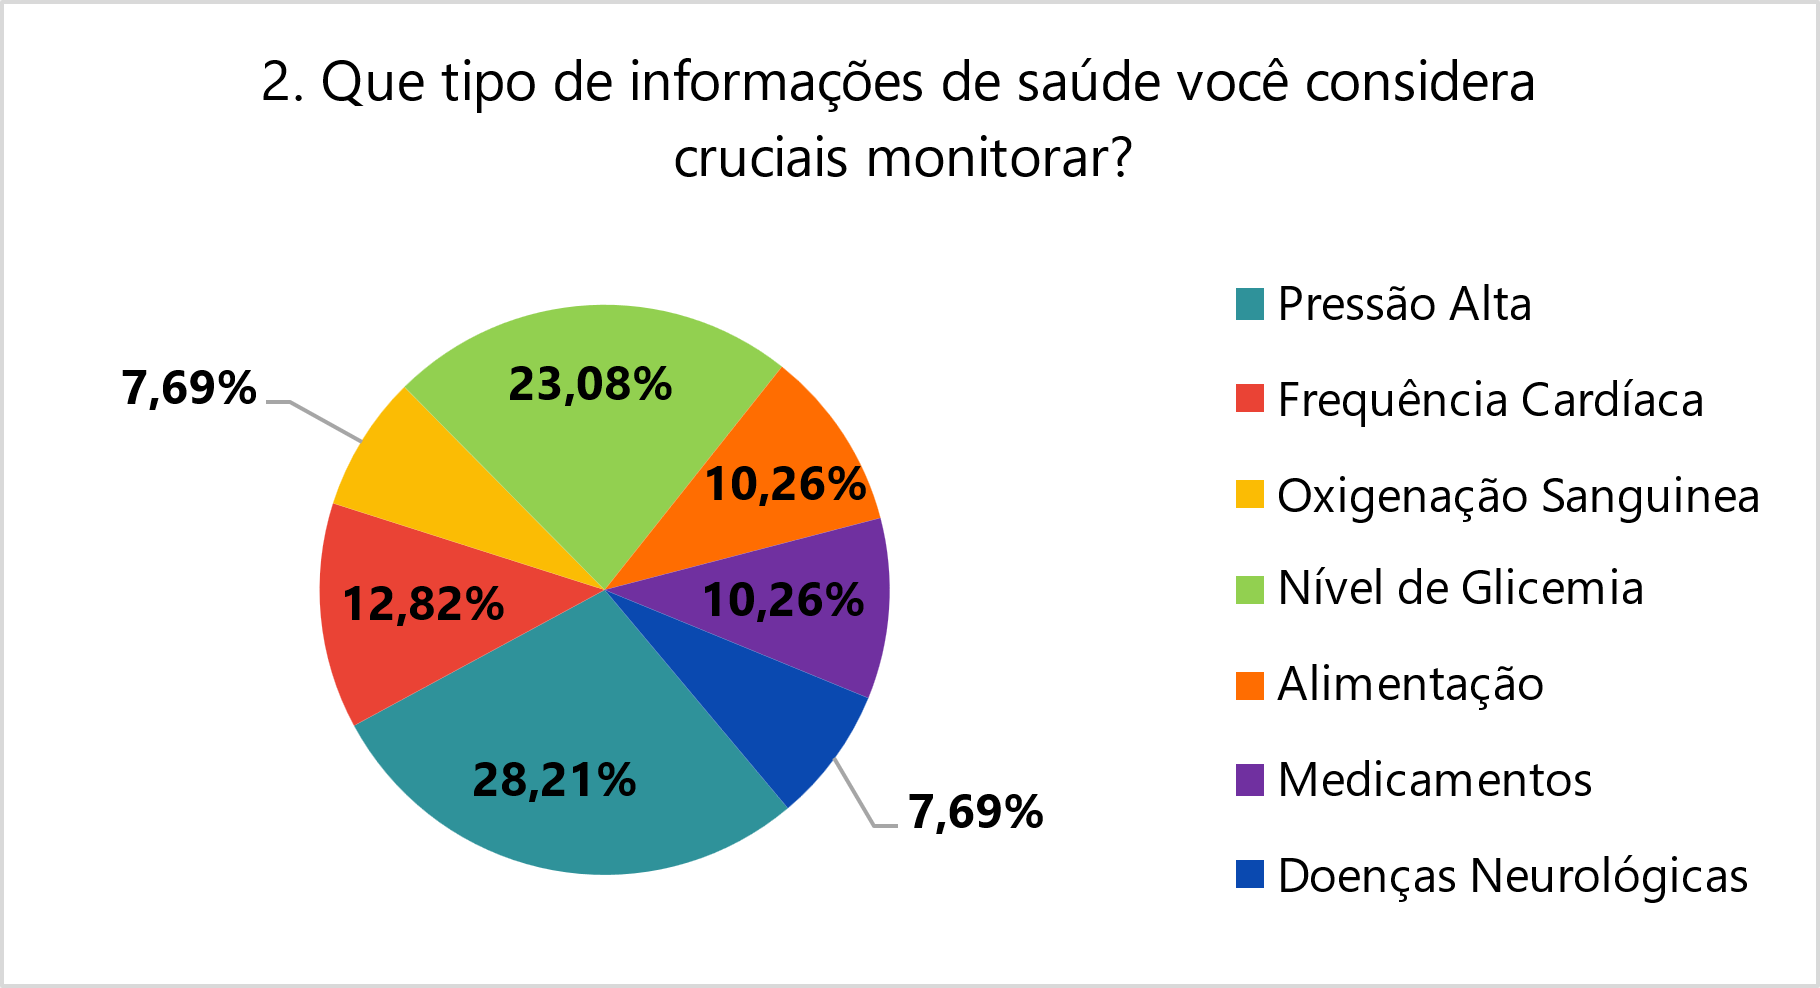 2. Que tipo de informações de saúde você considera
cruciais monitorar?
7,69%
23,08%
10,26%
12,82%
10,26%
28,21%
7,69%
Pressão Alta
Frequência Cardíaca
Oxigenação Sanguinea
Nível de Glicemia
Alimentação
Medicamentos
Doenças Neurológicas